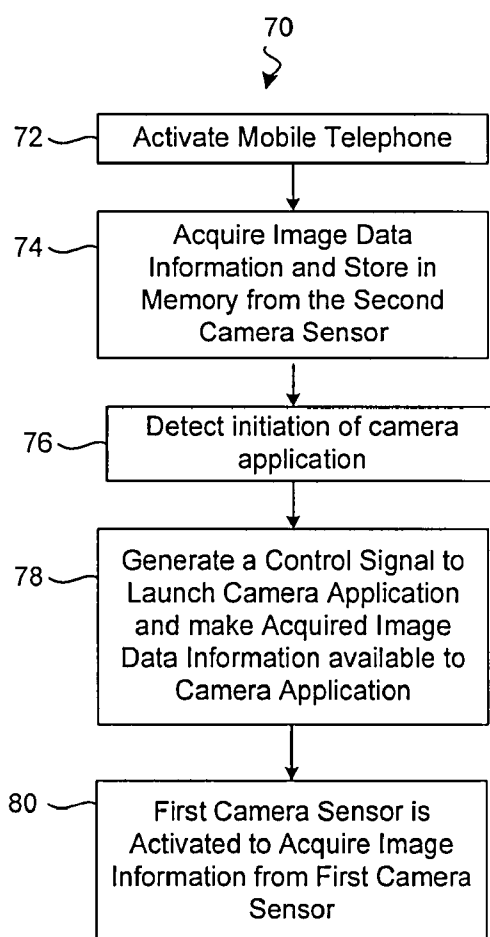 70
72
Activate Mobile Telephone
74
Acquire Image Data
Information and Store in
Memory from the Second
Camera Sensor
76
Detect initiation of camera
application
78
Generate a Control Signal to
Launch Camera Application
and make Acquired Image
Data Information available to
Camera Application
80
First Camera Sensor is
Activated to Acquire Image
Information from First Camera
Sensor